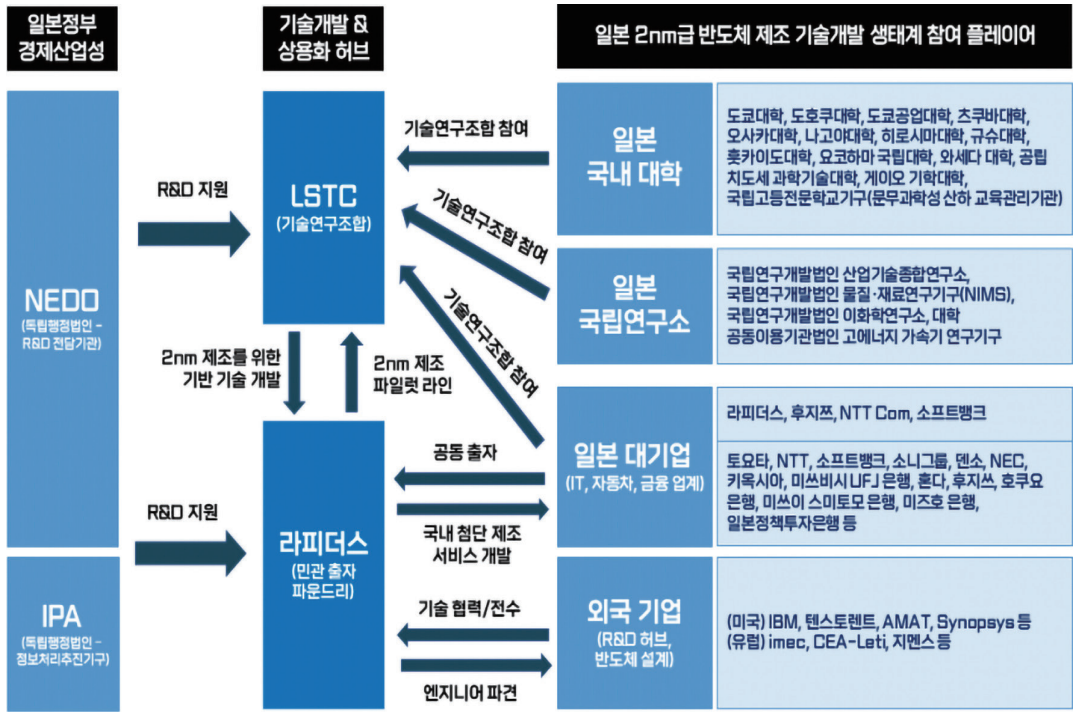 일본정부
경제산업성
기술개발 &
상용화 허브
일본 2nm급 반도체 제조 기술개발 생태계 참여 플레이어
NEDO
(독립행정법인 –
R&D 전담기관)
IPA
(독립행정법인 –
정보처리추진기구)
R&D 지원
R&D 지원
LSTC
(기술연구조합)
2nm 제조를 위한
기반 기술 개발
2nm 제조
파일럿 라인
라피더스
(민관 출자
파운드리)
기술연구조합 참여
기술연구조합 참여
기술연구조합 참여
공동 출자
국내 첨단 제조
서비스 개발
기술 협력/전수
엔지니어 파견
일본
국내 대학
도쿄대학, 도호쿠대학, 도쿄공업대학, 츠쿠바대학,
오사카대학, 나고야대학, 히로시마대학, 규슈대학,
홋카이도대학, 요코하마 국립대학, 와세다 대학, 공립
치도세 과학기술대학, 게이오 기학대학,
국립고등전문학교기구(문무과학성 산하 교육관리기관)
일본
국립연구소
국립연구개발법인 산업기술종합연구소,
국립연구개발법인 물질·재료연구기구(NIMS),
국립연구개발법인 이화학연구소, 대학
공동이용기관법인 고에너지 가속기 연구기구
일본 대기업
(IT, 자동차, 금융 업계)
라피더스, 후지쯔, NTT Com, 소프트뱅크
토요타, NTT, 소프트뱅크, 소니그룹, 덴소, NEC,
키옥시아, 미쓰비시 UFJ 은행, 혼다, 후지쓰, 호쿠요
은행, 미쓰이 스미토모 은행, 미즈호 은행,
일본정책투자은행 등
외국 기업
(R&D 허브,
반도체 설계)
(미국) IBM, 텐스토렌트, AMAT, Synopsys 등
(유럽) imec, CEA-Leti, 지멘스 등